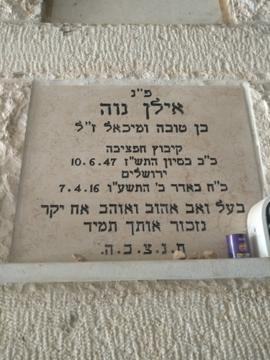 פ"נ
אילן נוה
בן טובה ומיכאל ז"ל
קיבוץ חפציבה
כ"ב בסיון התש"ז 10.6.47
ירושלים
כ"ח באדר ב' התשע"ו 7.4.16
בעל ואב אהוב ואוהב אח יקר
נזכור אותך תמיד
ת.נ.צ.ב.ה.